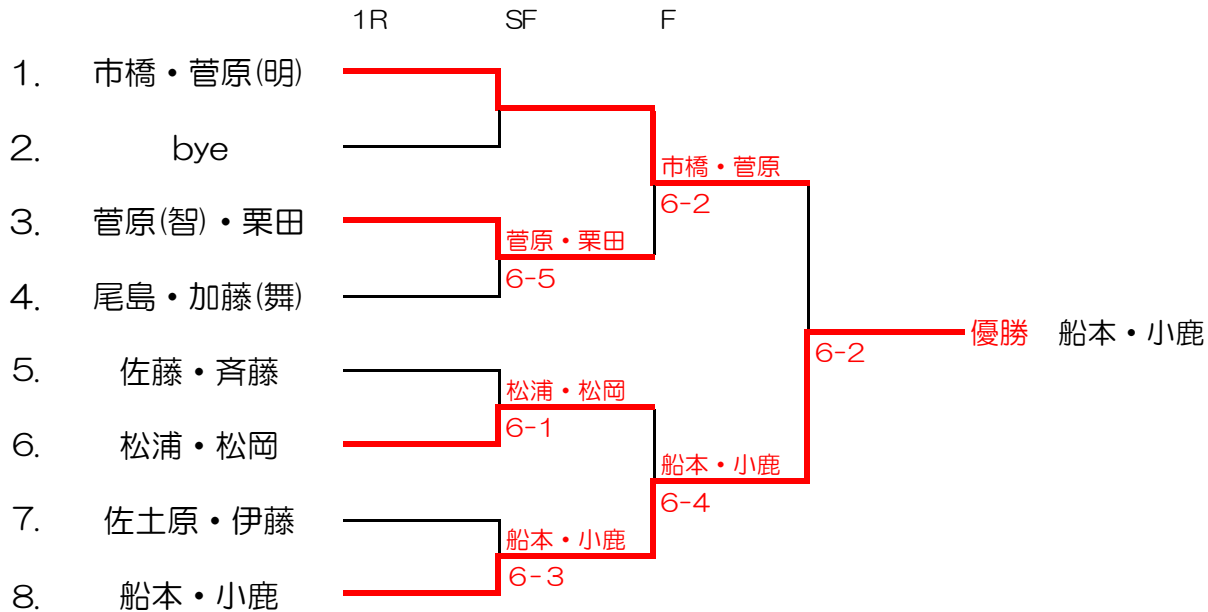 1R SF F
1. 市橋・菅原(明)
2. bye
市橋・菅原
6-2
3. 菅原(智)・栗田
菅原・栗田
6-5
4. 尾島・加藤(舞)
優勝 船本・小鹿
6-2
5. 佐藤・斉藤
松浦・松岡
6-1
6. 松浦・松岡
船本・小鹿
6-4
7. 佐土原・伊藤
船本・小鹿
6-3
8. 船本・小鹿